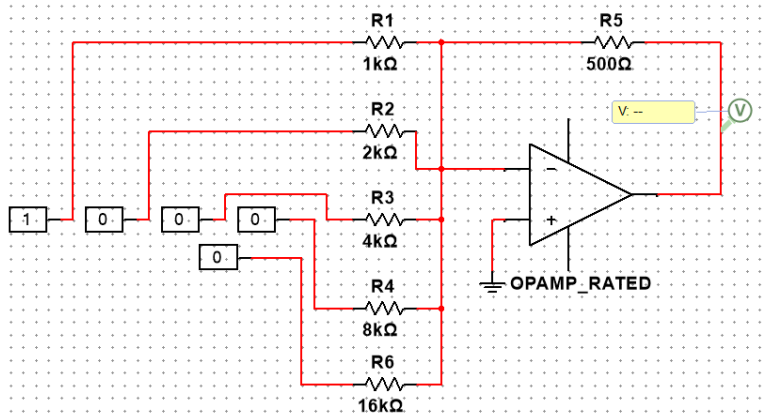 R1
1kΩ
R5
500Ω
V: --
V
R2
2kΩ
R3
4kΩ
1
0
0
0
0
−
+
OPAMP_RATED
R4
8kΩ
R6
16kΩ